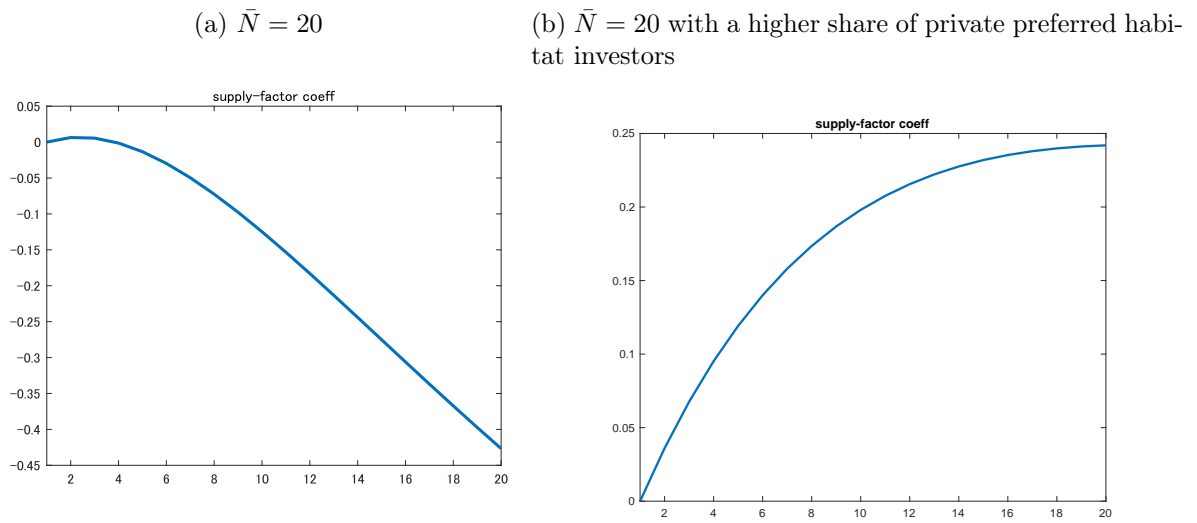 (a) N̄ = 20
(b) N̄ = 20 with a higher share of private preferred habi-
tat investors
supply-factor coeff
0.05
0
-0.05
-0.1
-0.15
-0.2
-0.25
-0.3
-0.35
-0.4
-0.45
2 4 6 8 10 12 14 16 18 20
supply-factor coeff
0.25
0.2
0.15
0.1
0.05
0
2 4 6 8 10 12 14 16 18 20